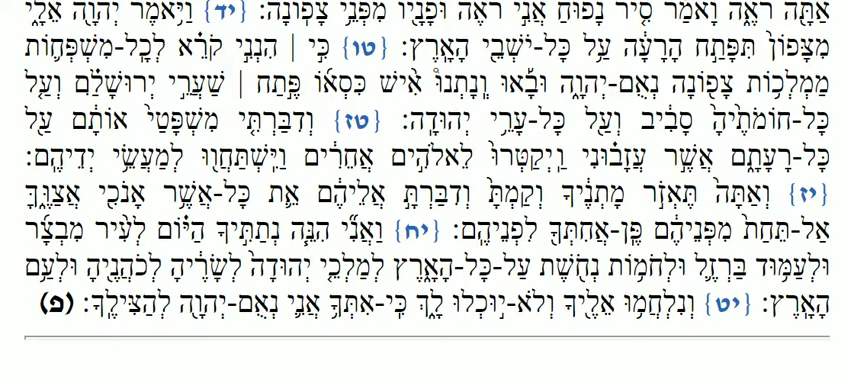 אַתָּה רֹאֶה וָאֹמַר סִיר נָפוּחַ אֲנִי רֹאֶה וּפָנָיו מִפְּנֵי צָפוֹנָה: {יד} וַיֹּאמֶר יְהוָה אֵלָי
מִצָּפוֹן תִּפָּתַח הָרָעָה עַל כָּל-יֹשְׁבֵי הָאָרֶץ: {טו} כִּי | הִנְנִי קֹרֵא לְכָל-מִשְׁפְּחוֹת
מַמְלְכוֹת צָפוֹנָה נְאֻם-יְהוָה וּבָאוּ וְנָתְנוּ אִישׁ כִּסְאוֹ פֶּתַח | שַׁעֲרֵי יְרוּשָׁלִַם וְעַל
כָּל-חוֹמֹתֶיהָ סָבִיב וְעַל כָּל-עָרֵי יְהוּדָה: {טז} וְדִבַּרְתִּי מִשְׁפָּטַי אוֹתָם עַל
כָּל-רָעָתָם אֲשֶׁר עֲזָבוּנִי וַיְקַטְּרוּ לֵאלֹהִים אֲחֵרִים וַיִּשְׁתַּחֲווּ לְמַעֲשֵׂי יְדֵיהֶם:
{יז} וְאַתָּה תֶּאְזֹר מָתְנֶיךָ וְקַמְתָּ וְדִבַּרְתָּ אֲלֵיהֶם אֵת כָּל-אֲשֶׁר אָנֹכִי אֲצַוֶּךָּ
אַל-תֵּחַת מִפְּנֵיהֶם פֶּן-אֲחִתְּךָ לִפְנֵיהֶם: {יח} וַאֲנִי הִנֵּה נְתַתִּיךָ הַיּוֹם לְעִיר מִבְצָר
וּלְעַמּוּד בַּרְזֶל וּלְחֹמוֹת נְחֹשֶׁת עַל-כָּל-הָאָרֶץ לְמַלְכֵי יְהוּדָה לְשָׂרֶיהָ לְכֹהֲנֶיהָ וּלְעַם
הָאָרֶץ: {יט} וְנִלְחֲמוּ אֵלֶיךָ וְלֹא-יוּכְלוּ לָךְ כִּי-אִתְּךָ אֲנִי נְאֻם-יְהוָה לְהַצִּילֶךָ: (פ)